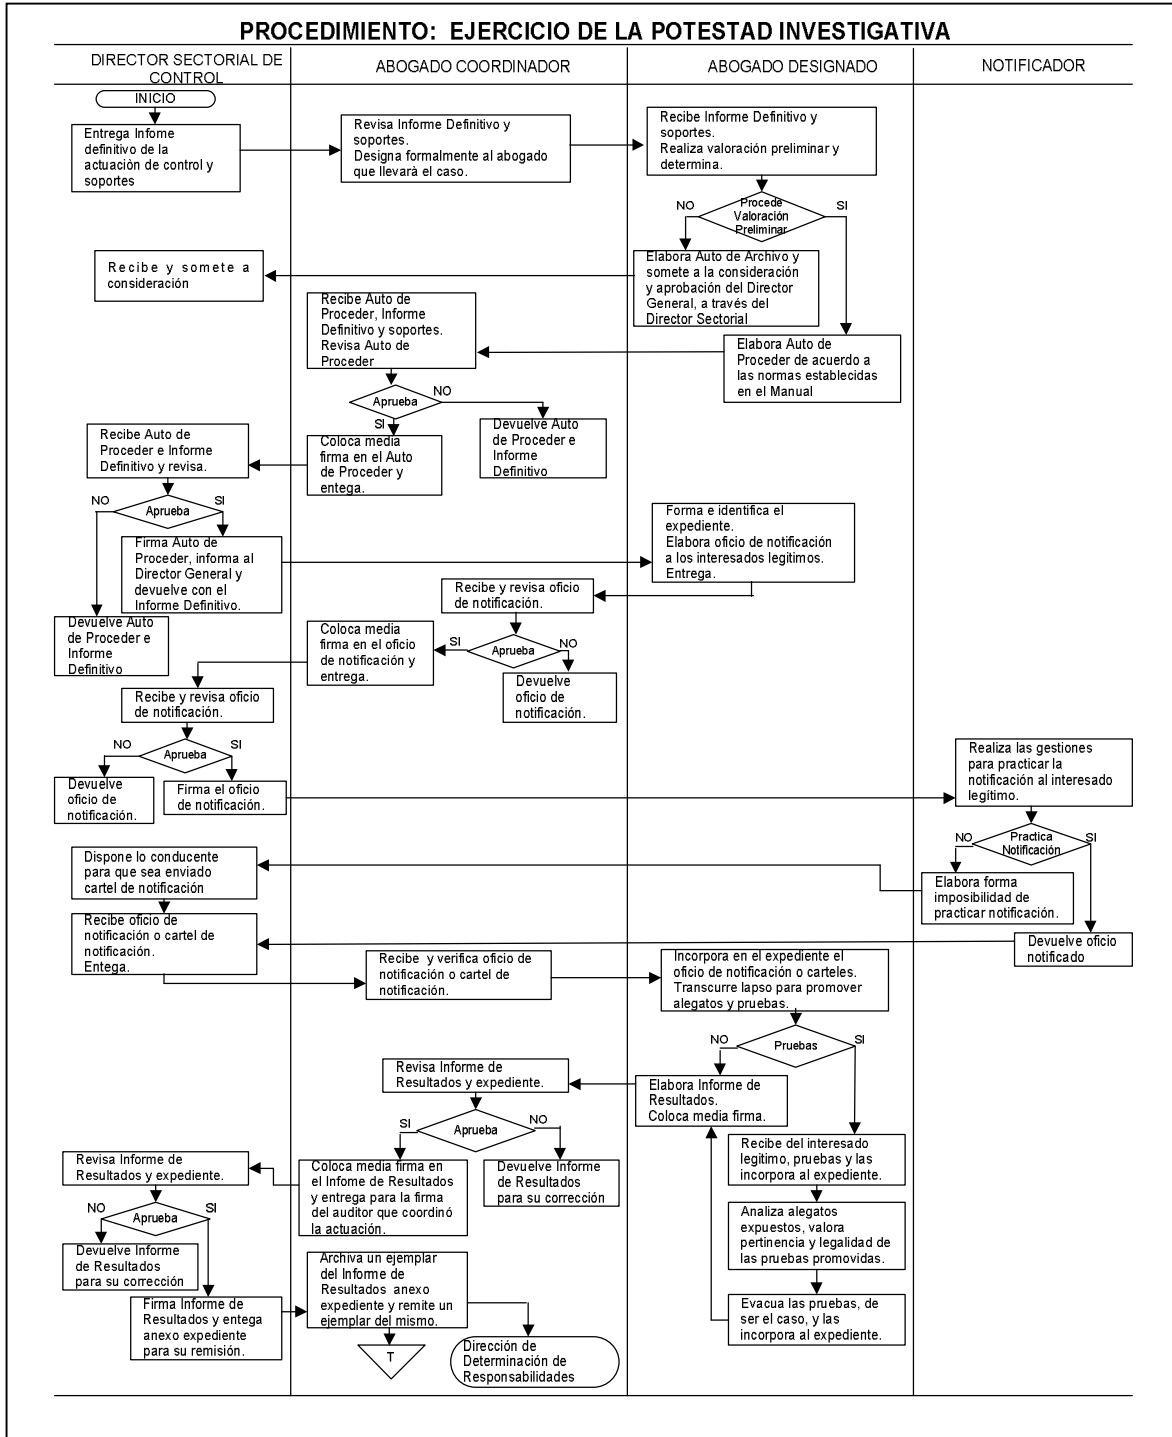 PROCEDIMIENTO: EJERCICIO DE LA POTESTAD INVESTIGATIVA
DIRECTOR SECTORIAL DE
CONTROL
ABOGADO COORDINADOR
ABOGADO DESIGNADO
NOTIFICADOR
INICIO
Entrega Infome
definitivo de la
actuaciòn de control y
soportes
Revisa Informe Definitivo y
soportes.
Designa formalmente al abogado
que llevarà el caso.
Recibe Informe Definitivo y
soportes.
Realiza valoración preliminar y
determina.
NO
Procede
Valoración
Preliminar
SI
Recibe y somete a
consideración
Elabora Auto de Archivo y
somete a la consideración
y aprobación del Director
General, a través del
Director Sectorial
Recibe Auto de
Proceder, Informe
Definitivo y soportes.
Revisa Auto de
Proceder
Elabora Auto de
Proceder de acuerdo a
las normas establecidas
en el Manual
Aprueba
NO
SI
Devuelve Auto
de Proceder e
Informe
Definitivo
Recibe Auto de
Proceder e Informe
Definitivo y revisa.
Coloca media
firma en el Auto
de Proceder y
entega.
NO
Aprueba
SI
Firma Auto de
Proceder, informa al
Director General y
devuelve con el
Informe Definitivo.
Forma e identifica el
expediente.
Elabora oficio de notificación
a los interesados legitimos.
Entrega.
Devuelve Auto
de Proceder e
Informe
Definitivo
Recibe y revisa oficio
de notificación.
Coloca media
firma en el oficio
de notificación y
entrega.
SI
Aprueba
NO
Devuelve
oficio de
notificación.
Recibe y revisa oficio
de notificación.
NO
Aprueba
SI
Devuelve
oficio de
notificación.
Firma el oficio
de notificación.
Realiza las gestiones
para practicar la
notificación al interesado
legítimo.
NO
Practica
Notificación
SI
Dispone lo conducente
para que sea enviado
cartel de notificación
Elabora forma
imposibilidad de
practicar notificación.
Recibe oficio de
notificación o cartel de
notificación.
Entega.
Devuelve oficio
notificado
Recibe y verifica oficio de
notificación o cartel de
notificación.
Incorpora en el expediente el
oficio de notificación o carteles.
Transcurre lapso para promover
alegatos y pruebas.
NO
Pruebas
SI
Revisa Informe de
Resultados y expediente.
Elabora Informe de
Resultados.
Coloca media firma.
SI
Aprueba
NO
Recibe del interesado
legitimo, pruebas y las
incorpora al expediente.
Revisa Informe de
Resultados y expediente.
Coloca media firma en
el Infome de Resultados
y entrega para la firma
del auditor que coordinó
la actuación.
Devuelve Informe
de Resultados
para su corrección
NO
Aprueba
SI
Analiza alegatos
expuestos, valora
pertinencia y legalidad de
las pruebas promovidas.
Devuelve Informe
de Resultados
para su corrección
Archiva un ejemplar
del Informe de
Resultados anexo
expediente y remite un
ejemplar del mismo.
Firma Informe de
Resultados y entega
anexo expediente
para su remisión.
Evacua las pruebas, de
ser el caso, y las
incorpora al expediente.
T
Dirección de
Determinación de
Responsabilidades